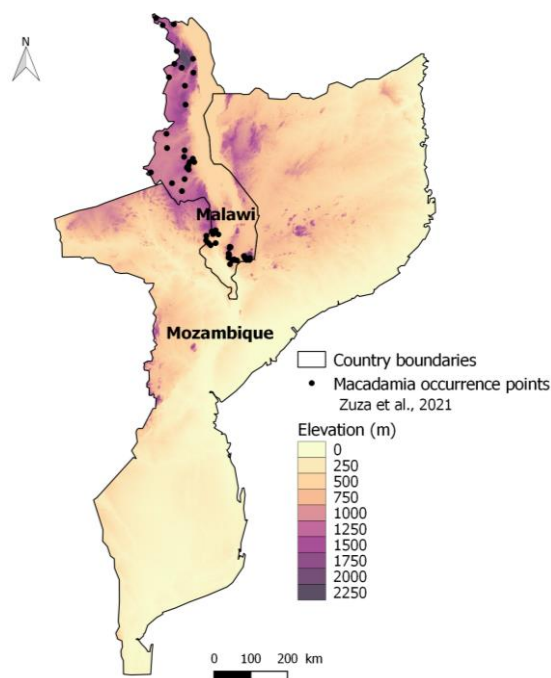 N
Malawi
Mozambique
Country boundaries
Macadamia occurrence points
Zuza et al., 2021
Elevation (m)
0
250
500
750
1000
1250
1500
1750
2000
2250
0 100 200 km